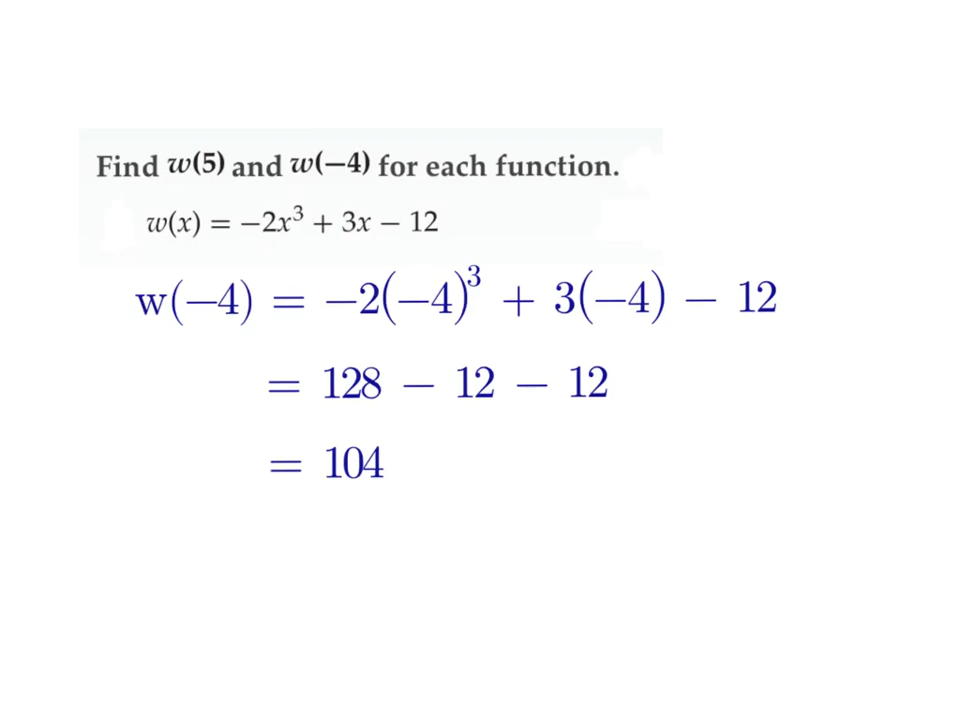 Find w(5) and w(−4) for each function.
w(x) = −2x³ + 3x − 12
w(−4) = −2(−4)³ + 3(−4) − 12
= 128 − 12 − 12
= 104